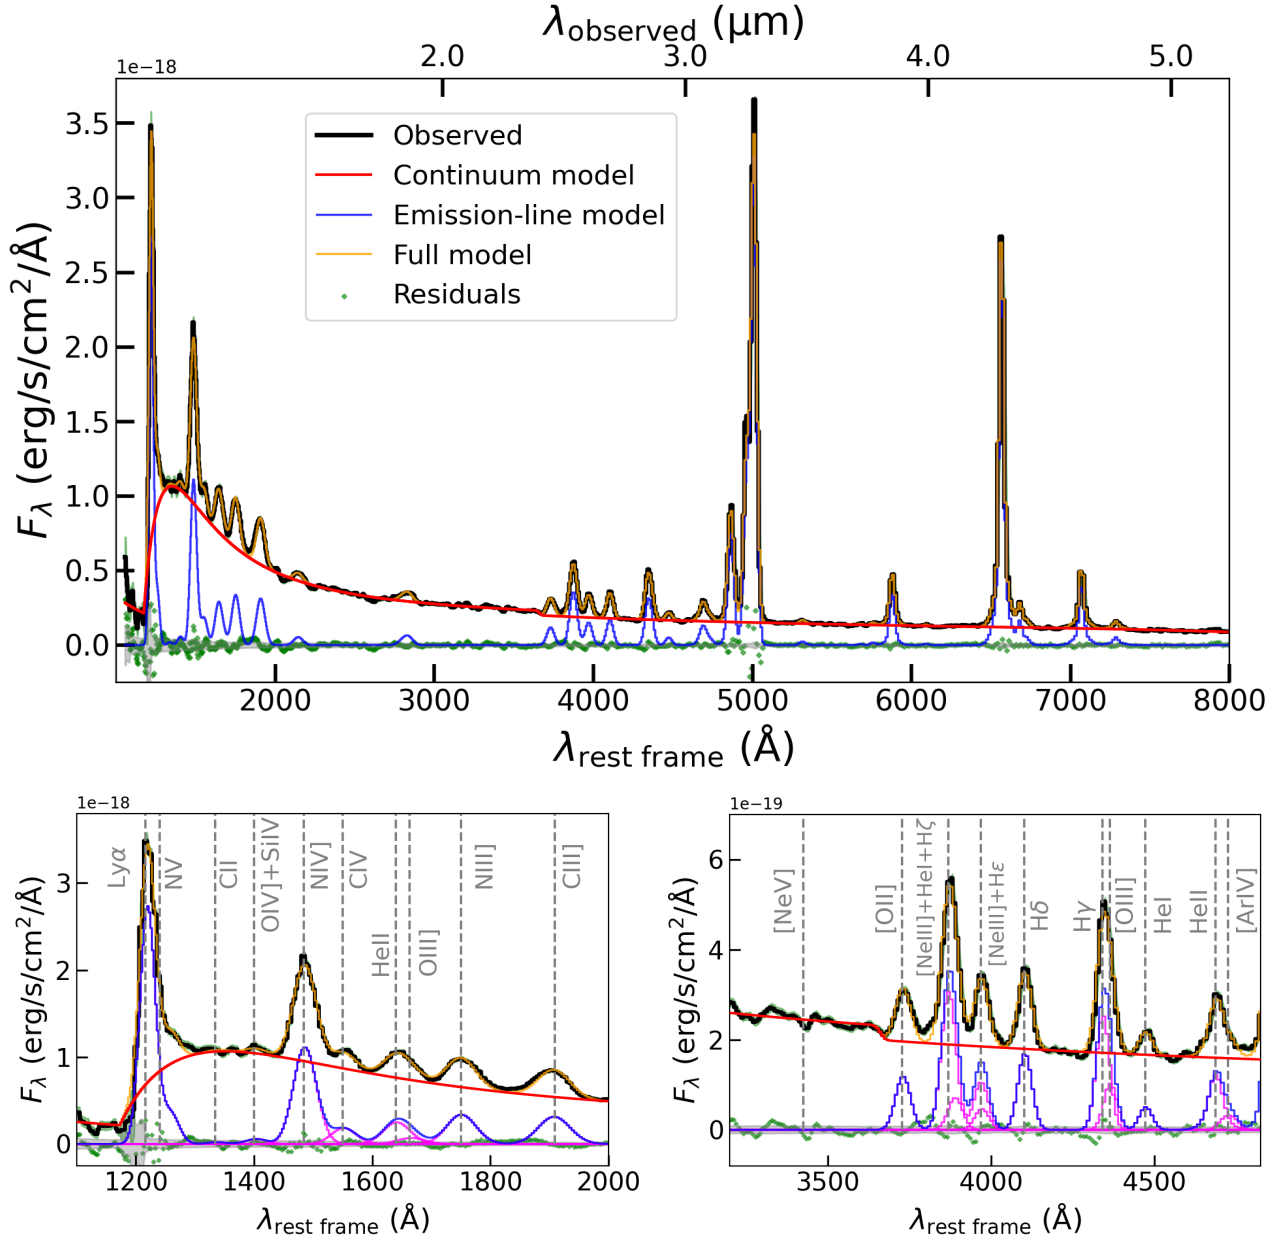 λobserved (μm)
1e−18
2.0 3.0 4.0 5.0
Observed
Continuum model
Emission-line model
Full model
Residuals
3.5
3.0
2.5
2.0
1.5
1.0
0.5
0.0
Fλ (erg/s/cm²/Å)
2000 3000 4000 5000 6000 7000 8000
λrest frame (Å)
1e−18
Lyα
NV
CII
OIV]+SiIV
NIV]
CIV
HeII
OIII]
NIII]
CIII]
3
2
1
0
Fλ (erg/s/cm²/Å)
1200 1400 1600 1800 2000
λrest frame (Å)
1e−19
[NeV]
[OII]
[NeIII]+HeI+Hζ
[NeIII]+Hε
Hδ
Hγ
[OIII]
HeI
HeII
[ArIV]
6
4
2
0
Fλ (erg/s/cm²/Å)
3500 4000 4500
λrest frame (Å)